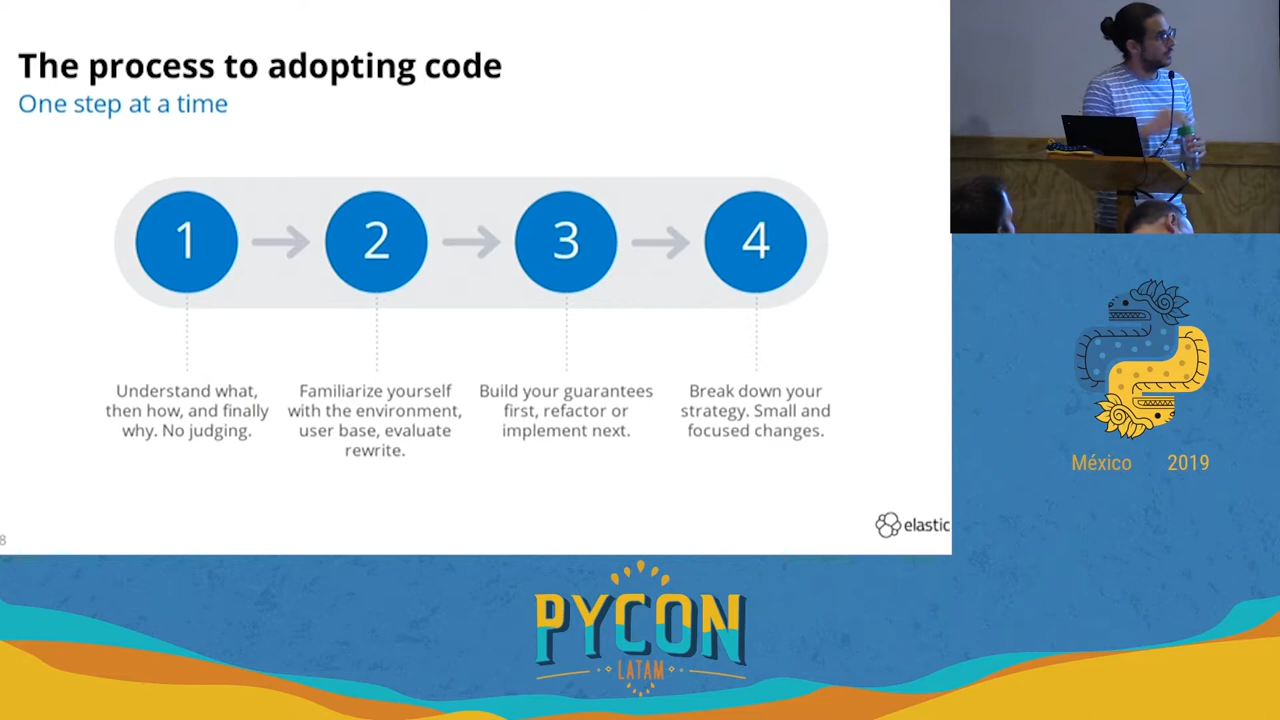 The process to adopting code
One step at a time
1
2
3
4
Understand what,
then how, and finally
why. No judging.
Familiarize yourself
with the environment,
user base, evaluate
rewrite.
Build your guarantees
first, refactor or
implement next.
Break down your
strategy. Small and
focused changes.
8
elastic
México 2019
PYCON
LATAM